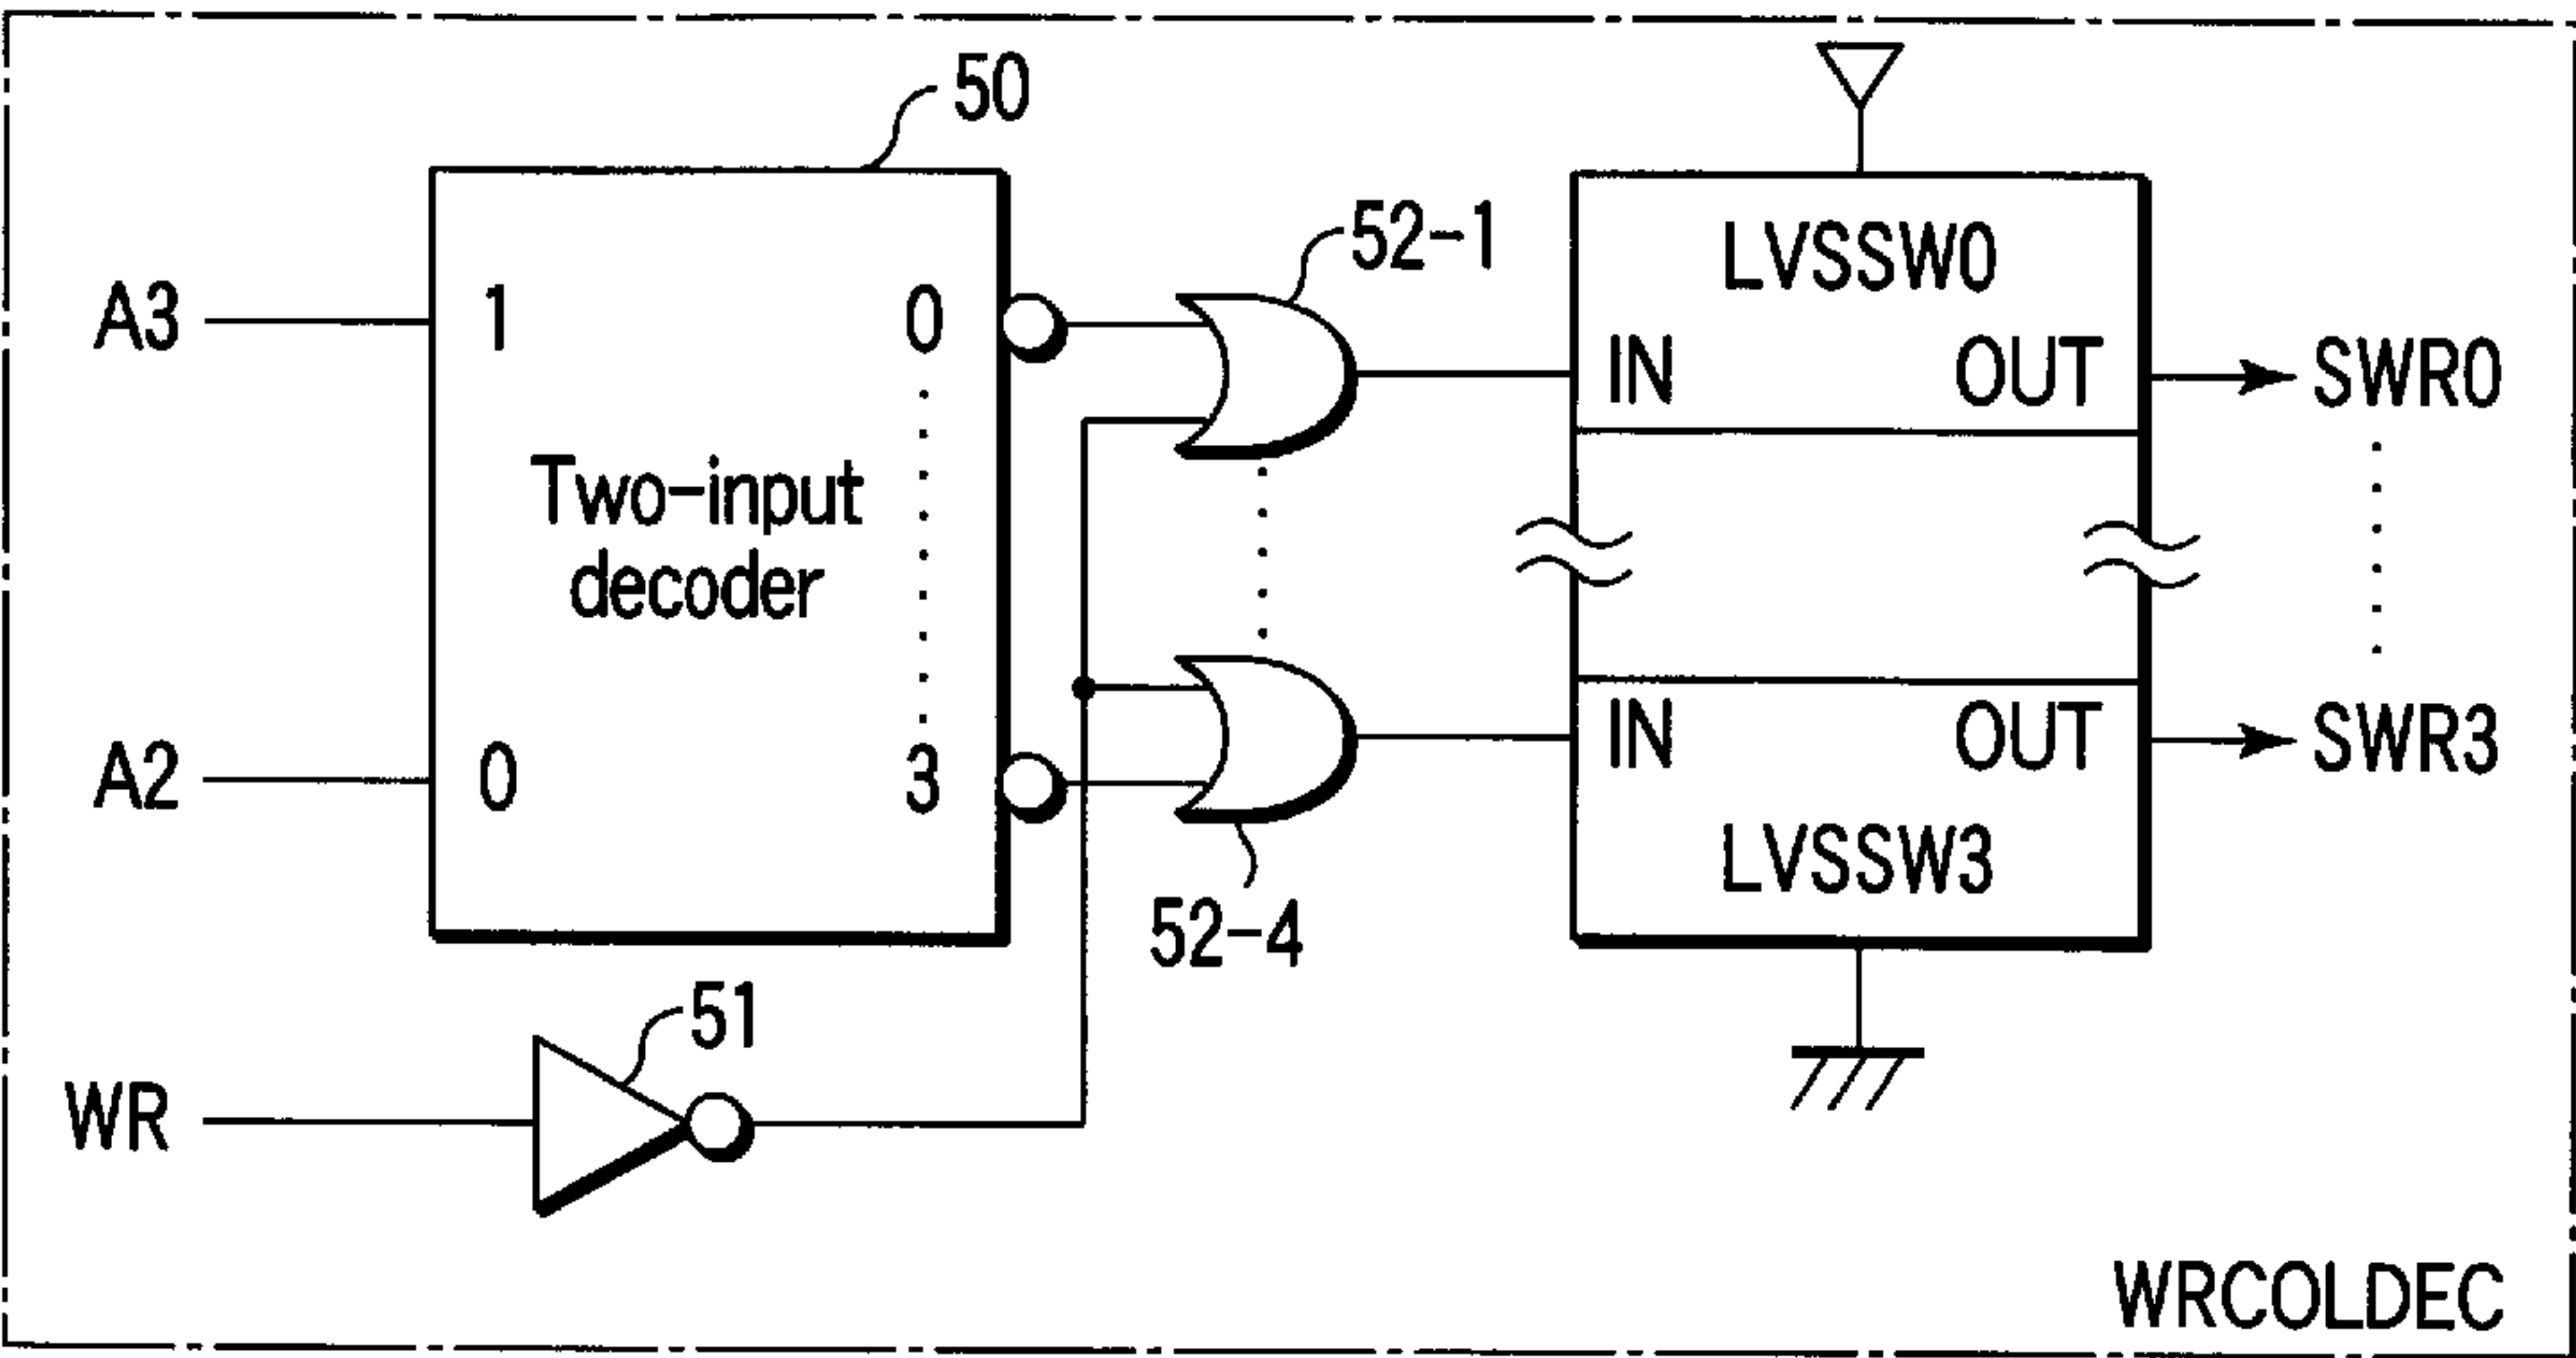 50
52-1
LVSSW0
A3
1
0
IN
OUT
SWR0
Two-input
decoder
A2
0
3
IN
OUT
SWR3
LVSSW3
52-4
51
WR
WRCOLDEC